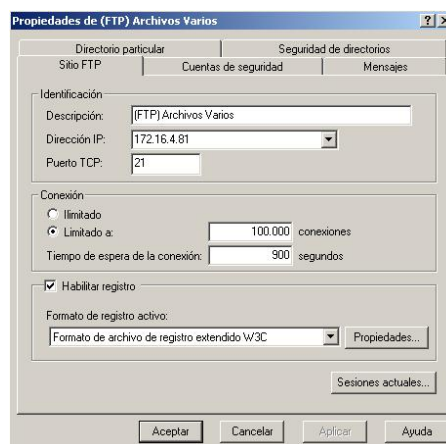 Propiedades de (FTP) Archivos Varios
Directorio particular Seguridad de directorios
Sitio FTP Cuentas de seguridad Mensajes
Identificación
Descripción: (FTP) Archivos Varios
Dirección IP: 172.16.4.81
Puerto TCP: 21
Conexión
Ilimitado
Limitado a: 100.000 conexiones
Tiempo de espera de la conexión: 900 segundos
Habilitar registro
Formato de registro activo:
Formato de archivo de registro extendido W3C Propiedades...
Sesiones actuales...
Aceptar Cancelar Aplicar Ayuda